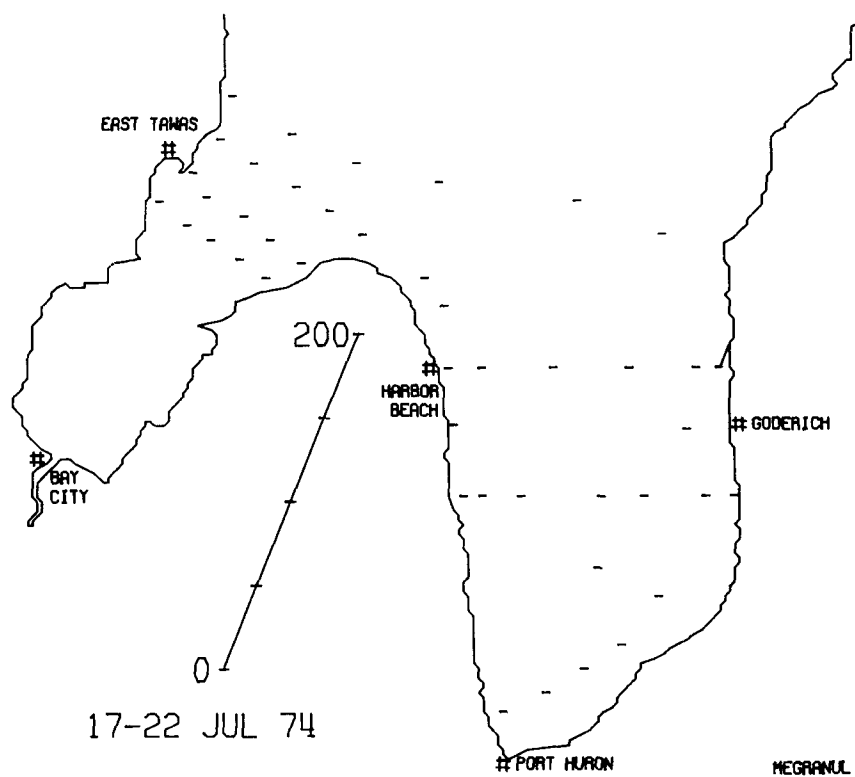 EAST TAWAS
200
HARBOR
BEACH
GODERICH
BAY
CITY
0
17-22 JUL 74
PORT HURON
MEGRANUL